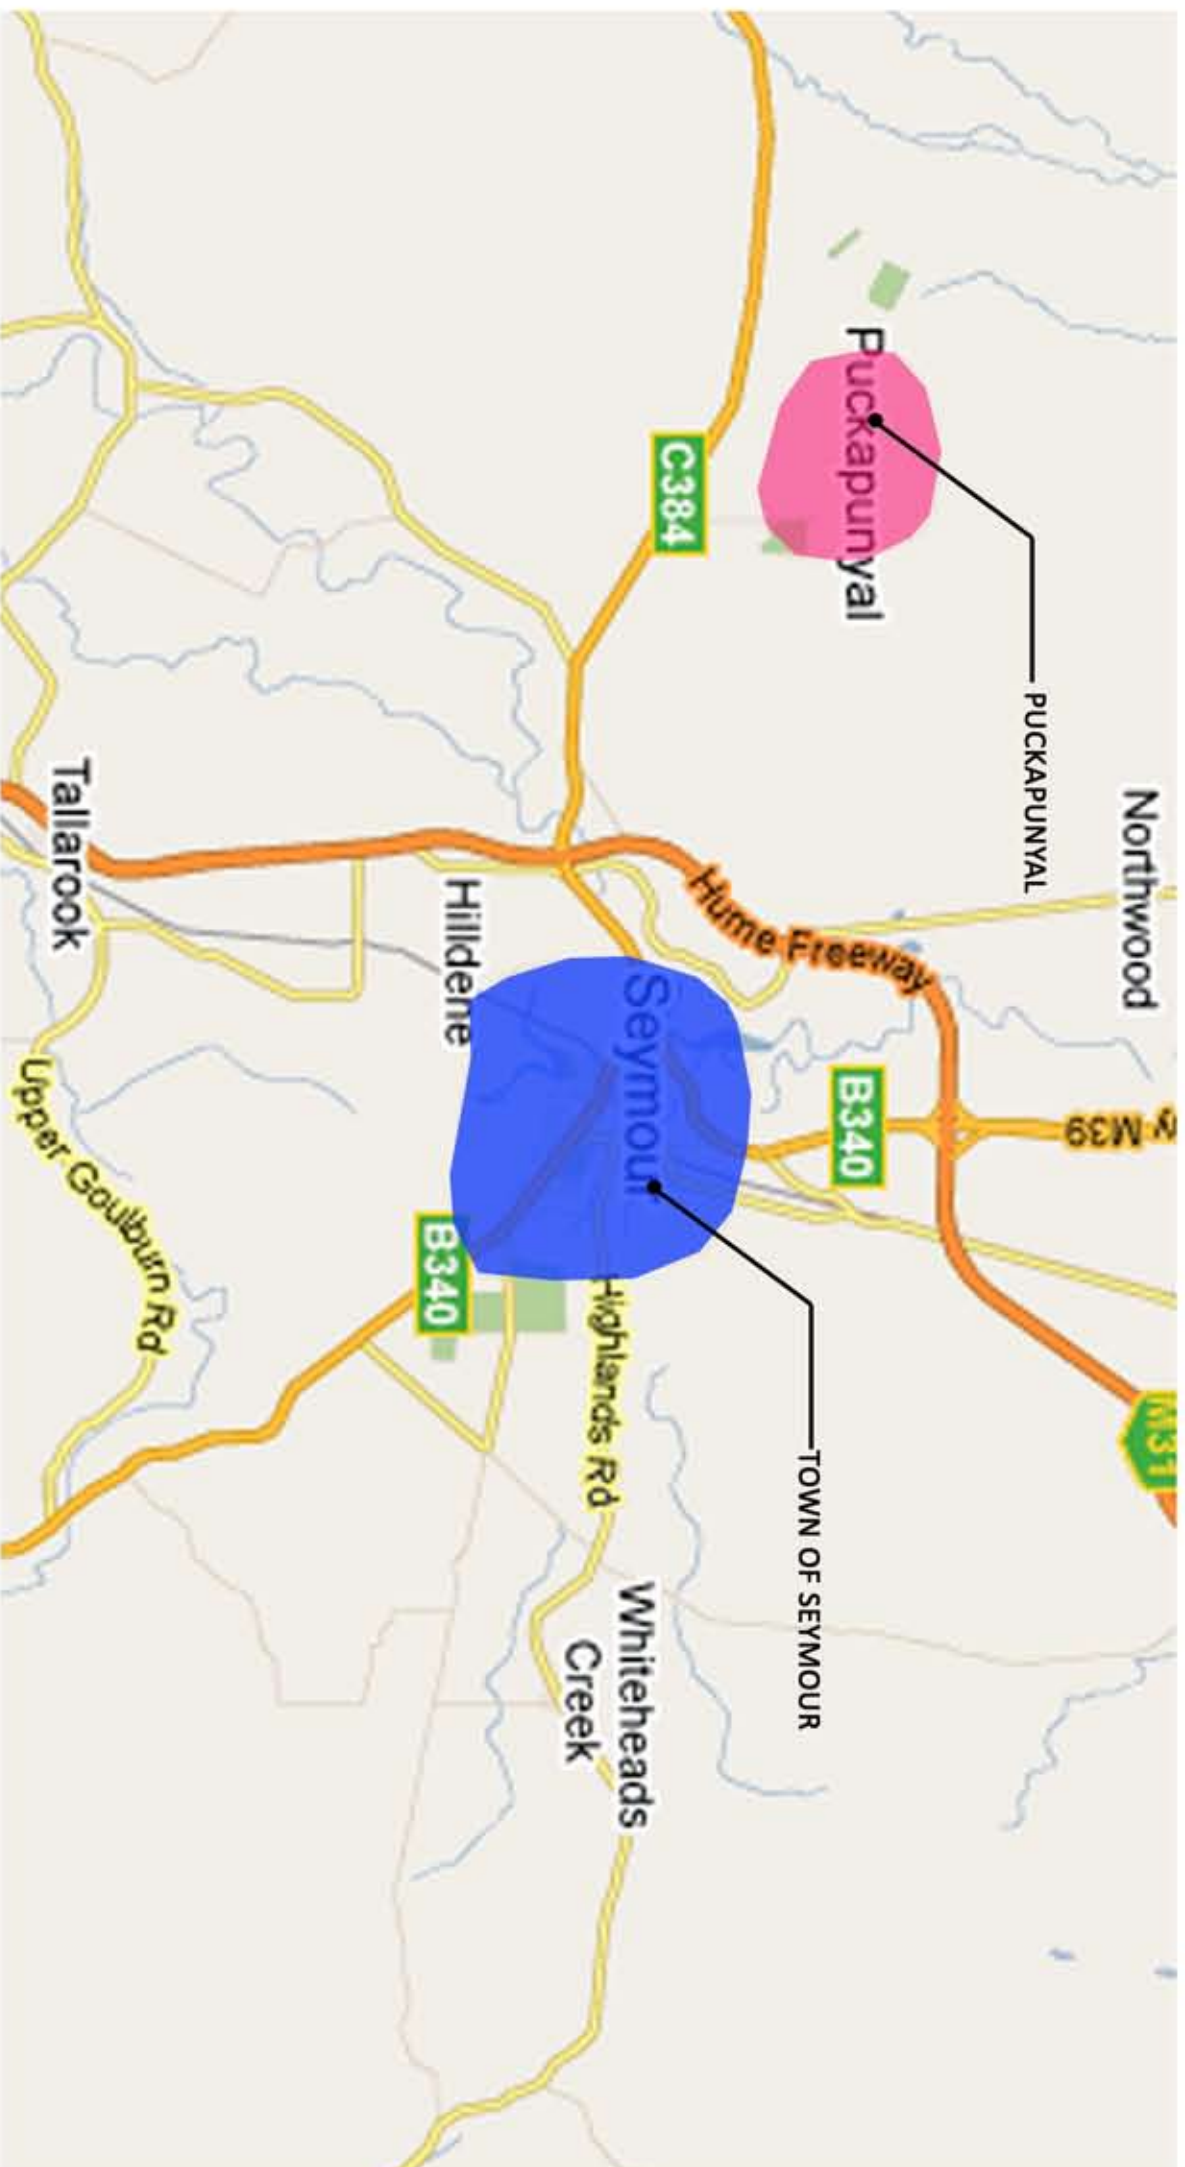 Northwood
M31
y M39
PUCKAPUNYAL
Puckapunyal
Hume Freeway
B340
TOWN OF SEYMOUR
C384
Seymour
Whiteheads
Creek
Highlands Rd
Hilldene
B340
Tallarook
Upper Goulburn Rd